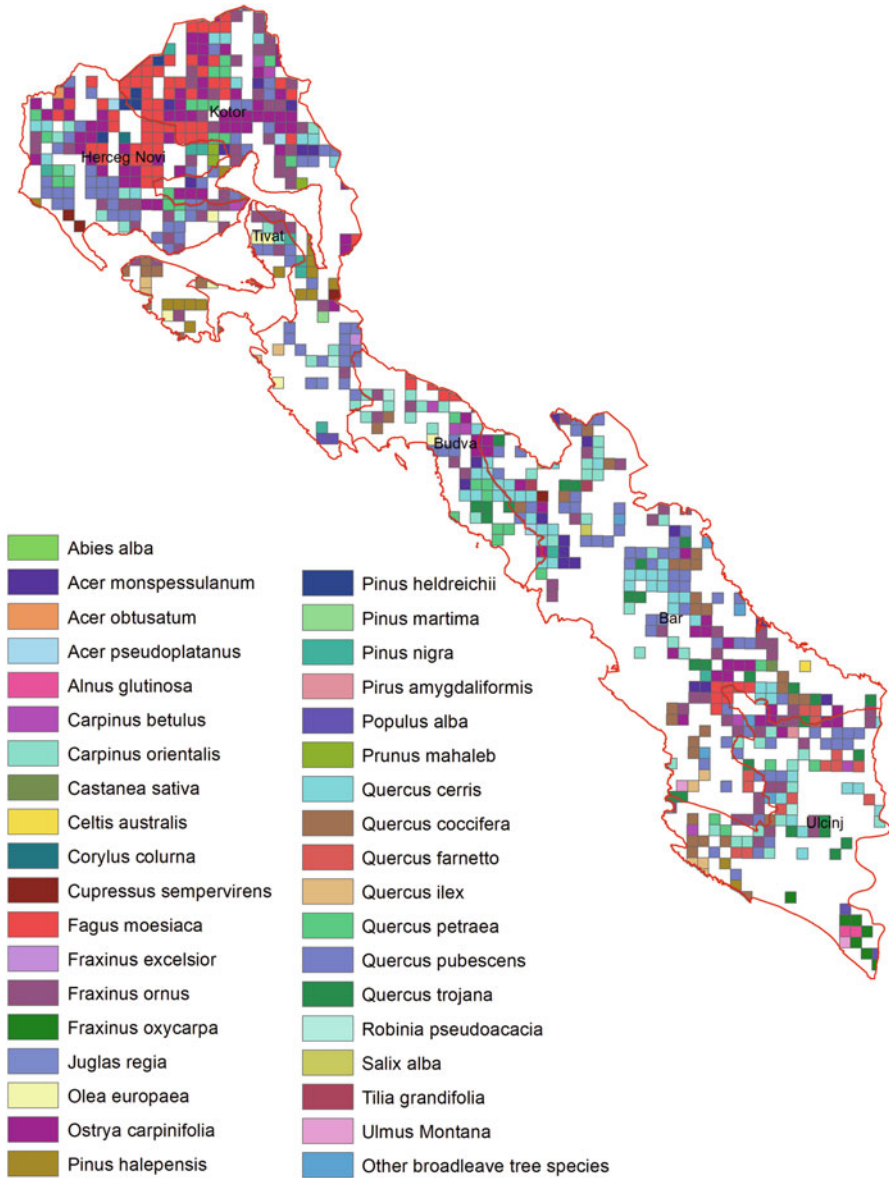 Kotor
Herceg Novi
Tivat
Budva
Bar
Ulcinj
Abies alba
Acer monspessulanum
Acer obtusatum
Acer pseudoplatanus
Alnus glutinosa
Carpinus betulus
Carpinus orientalis
Castanea sativa
Celtis australis
Corylus colurna
Cupressus sempervirens
Fagus moesiaca
Fraxinus excelsior
Fraxinus ornus
Fraxinus oxycarpa
Juglas regia
Olea europaea
Ostrya carpinifolia
Pinus halepensis
Pinus heldreichii
Pinus martima
Pinus nigra
Pirus amygdaliformis
Populus alba
Prunus mahaleb
Quercus cerris
Quercus coccifera
Quercus farnetto
Quercus ilex
Quercus petraea
Quercus pubescens
Quercus trojana
Robinia pseudoacacia
Salix alba
Tilia grandifolia
Ulmus Montana
Other broadleave tree species